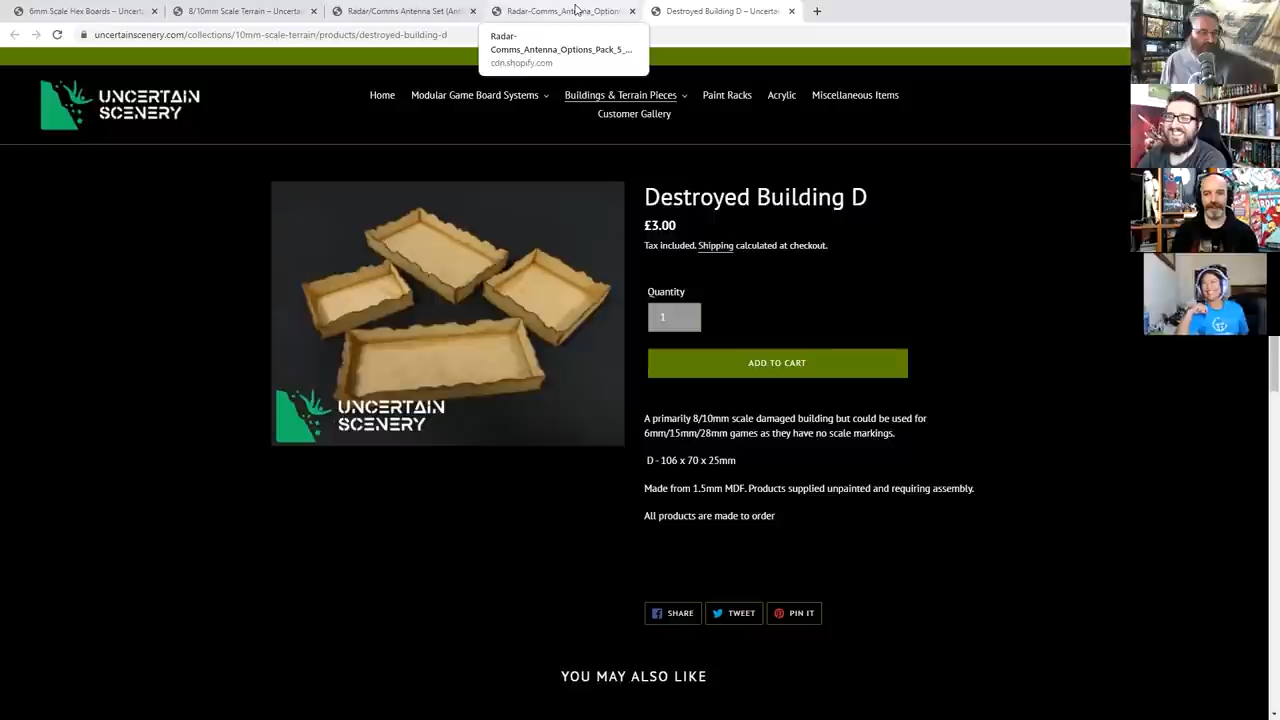 6mm Scale Hex Boards – Uncerta
8/10mm Scale Terrain – Uncertai
Radar/Comms Antenna Set (Anti
Radar-Comms_Antenna_Option
Destroyed Building D – Uncertai
uncertainscenery.com/collections/10mm-scale-terrain/products/destroyed-building-d
Radar-
Comms_Antenna_Options_Pack_5_...
cdn.shopify.com
UNCERTAIN
SCENERY
Home
Modular Game Board Systems
Buildings & Terrain Pieces
Paint Racks
Acrylic
Miscellaneous Items
Customer Gallery
UNCERTAIN
SCENERY
Destroyed Building D
£3.00
Tax included. Shipping calculated at checkout.
Quantity
1
ADD TO CART
A primarily 8/10mm scale damaged building but could be used for
6mm/15mm/28mm games as they have no scale markings.
D - 106 x 70 x 25mm
Made from 1.5mm MDF. Products supplied unpainted and requiring assembly.
All products are made to order
SHARE
TWEET
PIN IT
YOU MAY ALSO LIKE